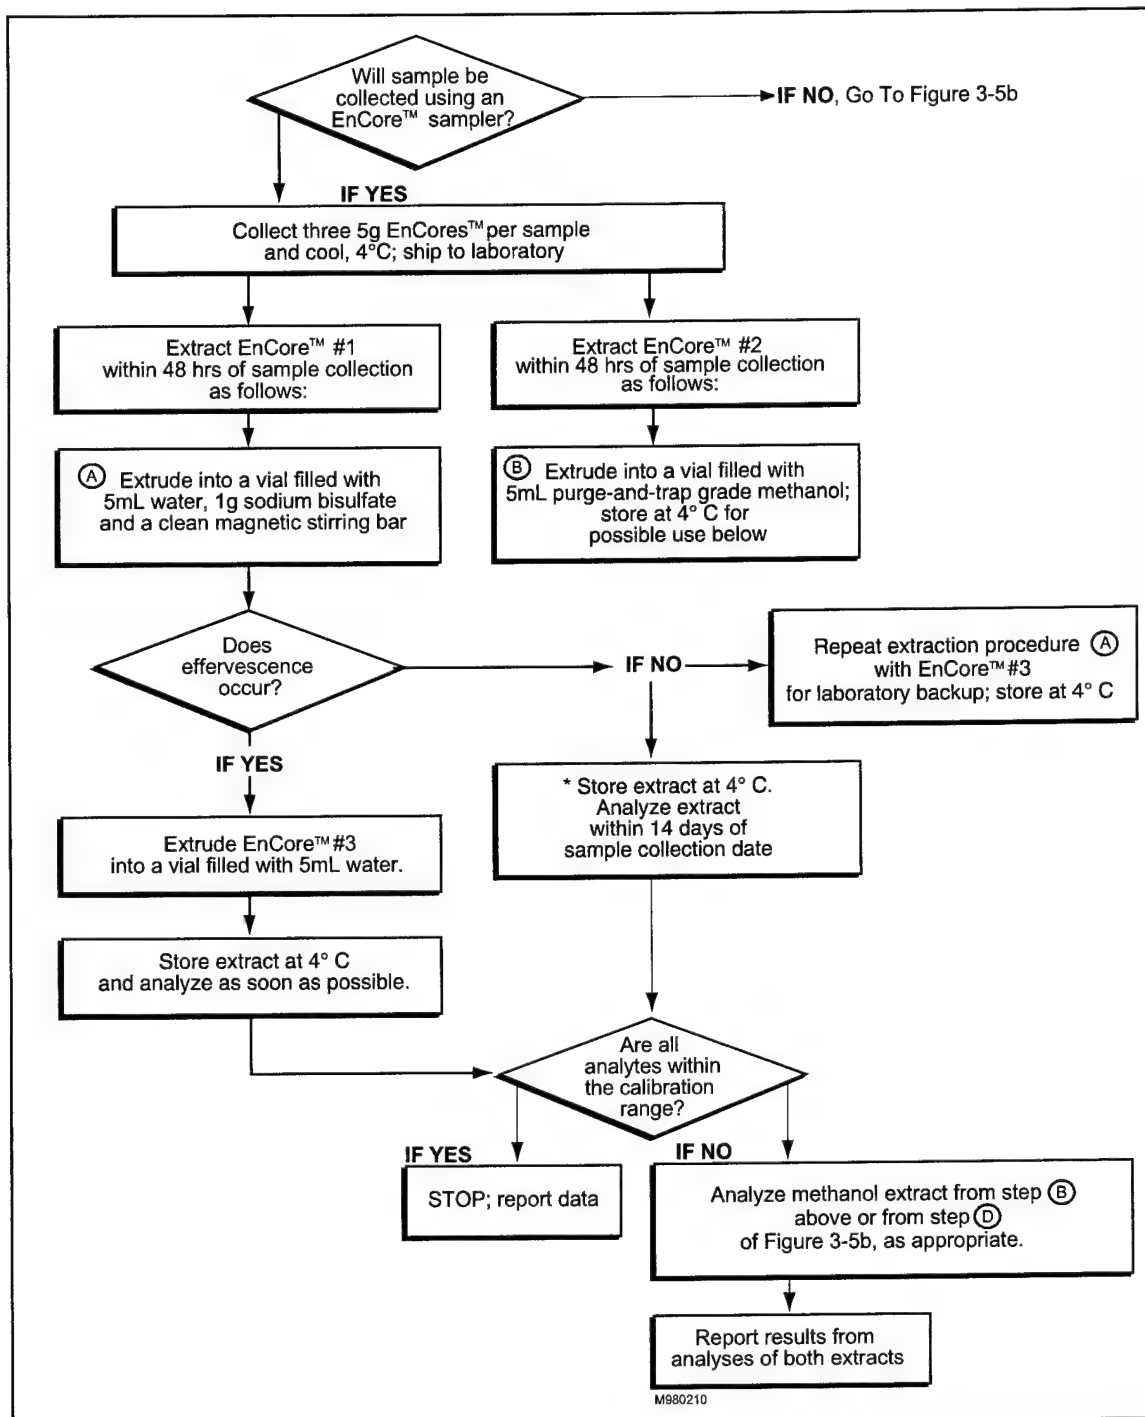 Will sample be
collected using an
EnCore™ sampler?
IF NO, Go To Figure 3-5b
IF YES
Collect three 5g EnCores™ per sample
and cool, 4°C; ship to laboratory
Extract EnCore™ #1
within 48 hrs of sample collection
as follows:
Extract EnCore™ #2
within 48 hrs of sample collection
as follows:
Ⓐ Extrude into a vial filled with
5mL water, 1g sodium bisulfate
and a clean magnetic stirring bar
Ⓑ Extrude into a vial filled with
5mL purge-and-trap grade methanol;
store at 4° C for
possible use below
Does
effervescence
occur?
IF NO
Repeat extraction procedure Ⓐ
with EnCore™ #3
for laboratory backup; store at 4° C
IF YES
* Store extract at 4° C.
Analyze extract
within 14 days of
sample collection date
Extrude EnCore™ #3
into a vial filled with 5mL water.
Store extract at 4° C
and analyze as soon as possible.
Are all
analytes within
the calibration
range?
IF YES
STOP; report data
IF NO
Analyze methanol extract from step Ⓑ
above or from step Ⓓ
of Figure 3-5b, as appropriate.
Report results from
analyses of both extracts
M980210